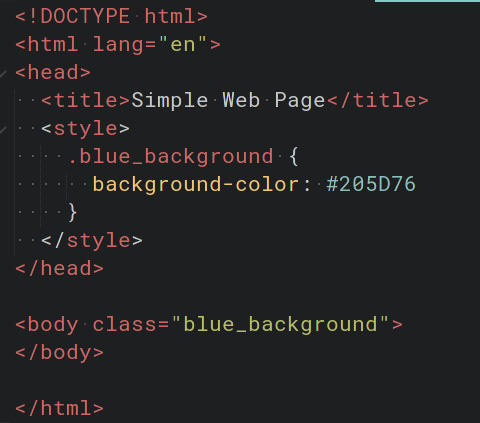 <!DOCTYPE html>
<html lang="en">
<head>
  <title>Simple Web Page</title>
  <style>
    .blue_background {
      background-color: #205D76
    }
  </style>
</head>

<body class="blue_background">
</body>

</html>